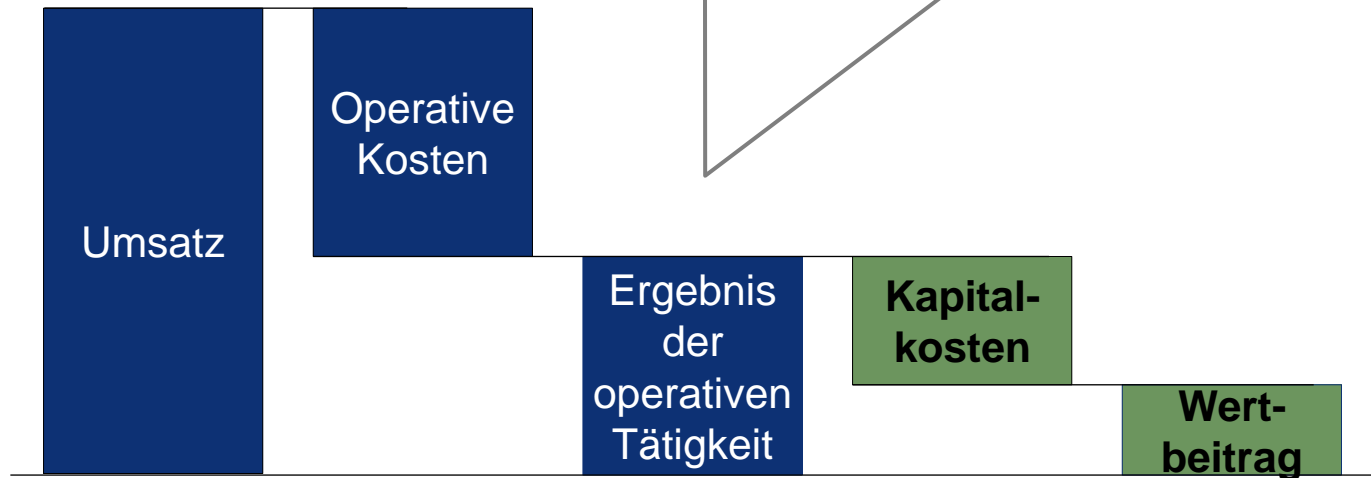 Umsatz
Operative
Kosten
Ergebnis
der
operativen
Tätigkeit
Kapital-
kosten
Wert-
beitrag